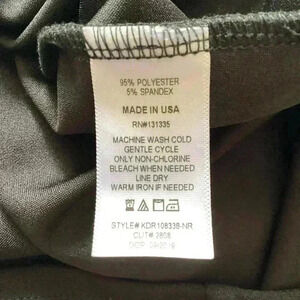 95% POLYESTER
5% SPANDEX
MADE IN USA
RN#131335
MACHINE WASH COLD
GENTLE CYCLE
ONLY NON-CHLORINE
BLEACH WHEN NEEDED
LINE DRY
WARM IRON IF NEEDED
STYLE# KDR108338-NR
CUT# 2808